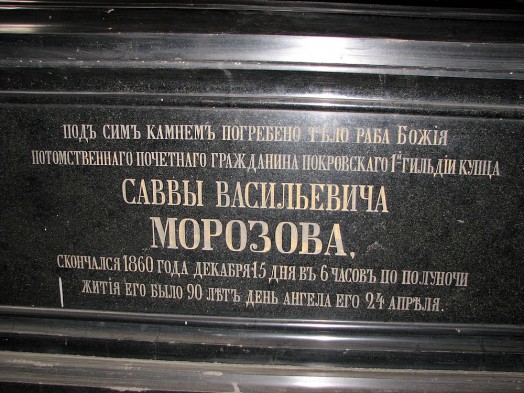 ПОДЪ СИМЪ КАМНЕМЪ ПОГРЕБЕНО ТѢЛО РАБА БОЖІЯ
ПОТОМСТВЕННАГО ПОЧЕТНАГО ГРАЖДАНИНА ПОКРОВСКАГО 1Й ГИЛЬДІИ КУПЦА
САВВЫ ВАСИЛЬЕВИЧА
МОРОЗОВА,
СКОНЧАЛСЯ 1860 ГОДА ДЕКАБРЯ 15 ДНЯ ВЪ 6 ЧАСОВЪ ПО ПОЛУНОЧИ
ЖИТІЯ ЕГО БЫЛО 90 ЛѢТЪ ДЕНЬ АНГЕЛА ЕГО 24 АПРѢЛЯ.